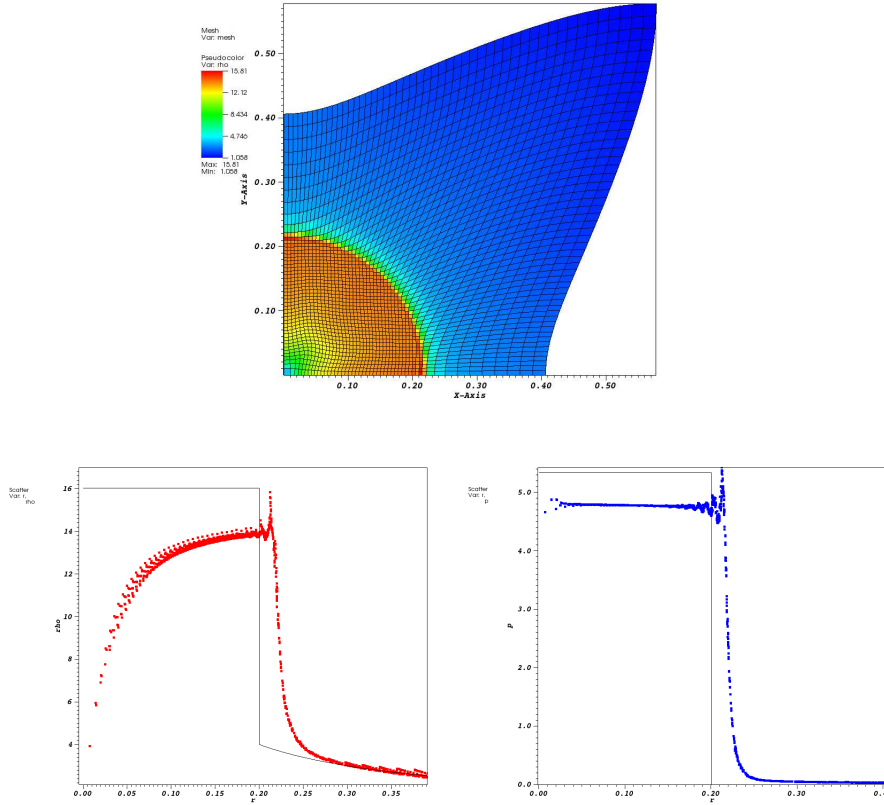 Mesh
Var: mesh
Pseudocolor
Var: rho
15.81
12.12
8.434
4.746
1.058
Max: 15.81
Min: 1.058
0.50
0.40
0.30
0.20
0.10
Y-Axis
0.10 0.20 0.30 0.40 0.50
X-Axis
Scatter
Var: r,
rho
16
14
12
10
8
6
4
rho
0.00 0.05 0.10 0.15 0.20 0.25 0.30 0.35
r
Scatter
Var: r,
p
5.0
4.0
3.0
2.0
1.0
0.0
p
0.00 0.10 0.20 0.30
r